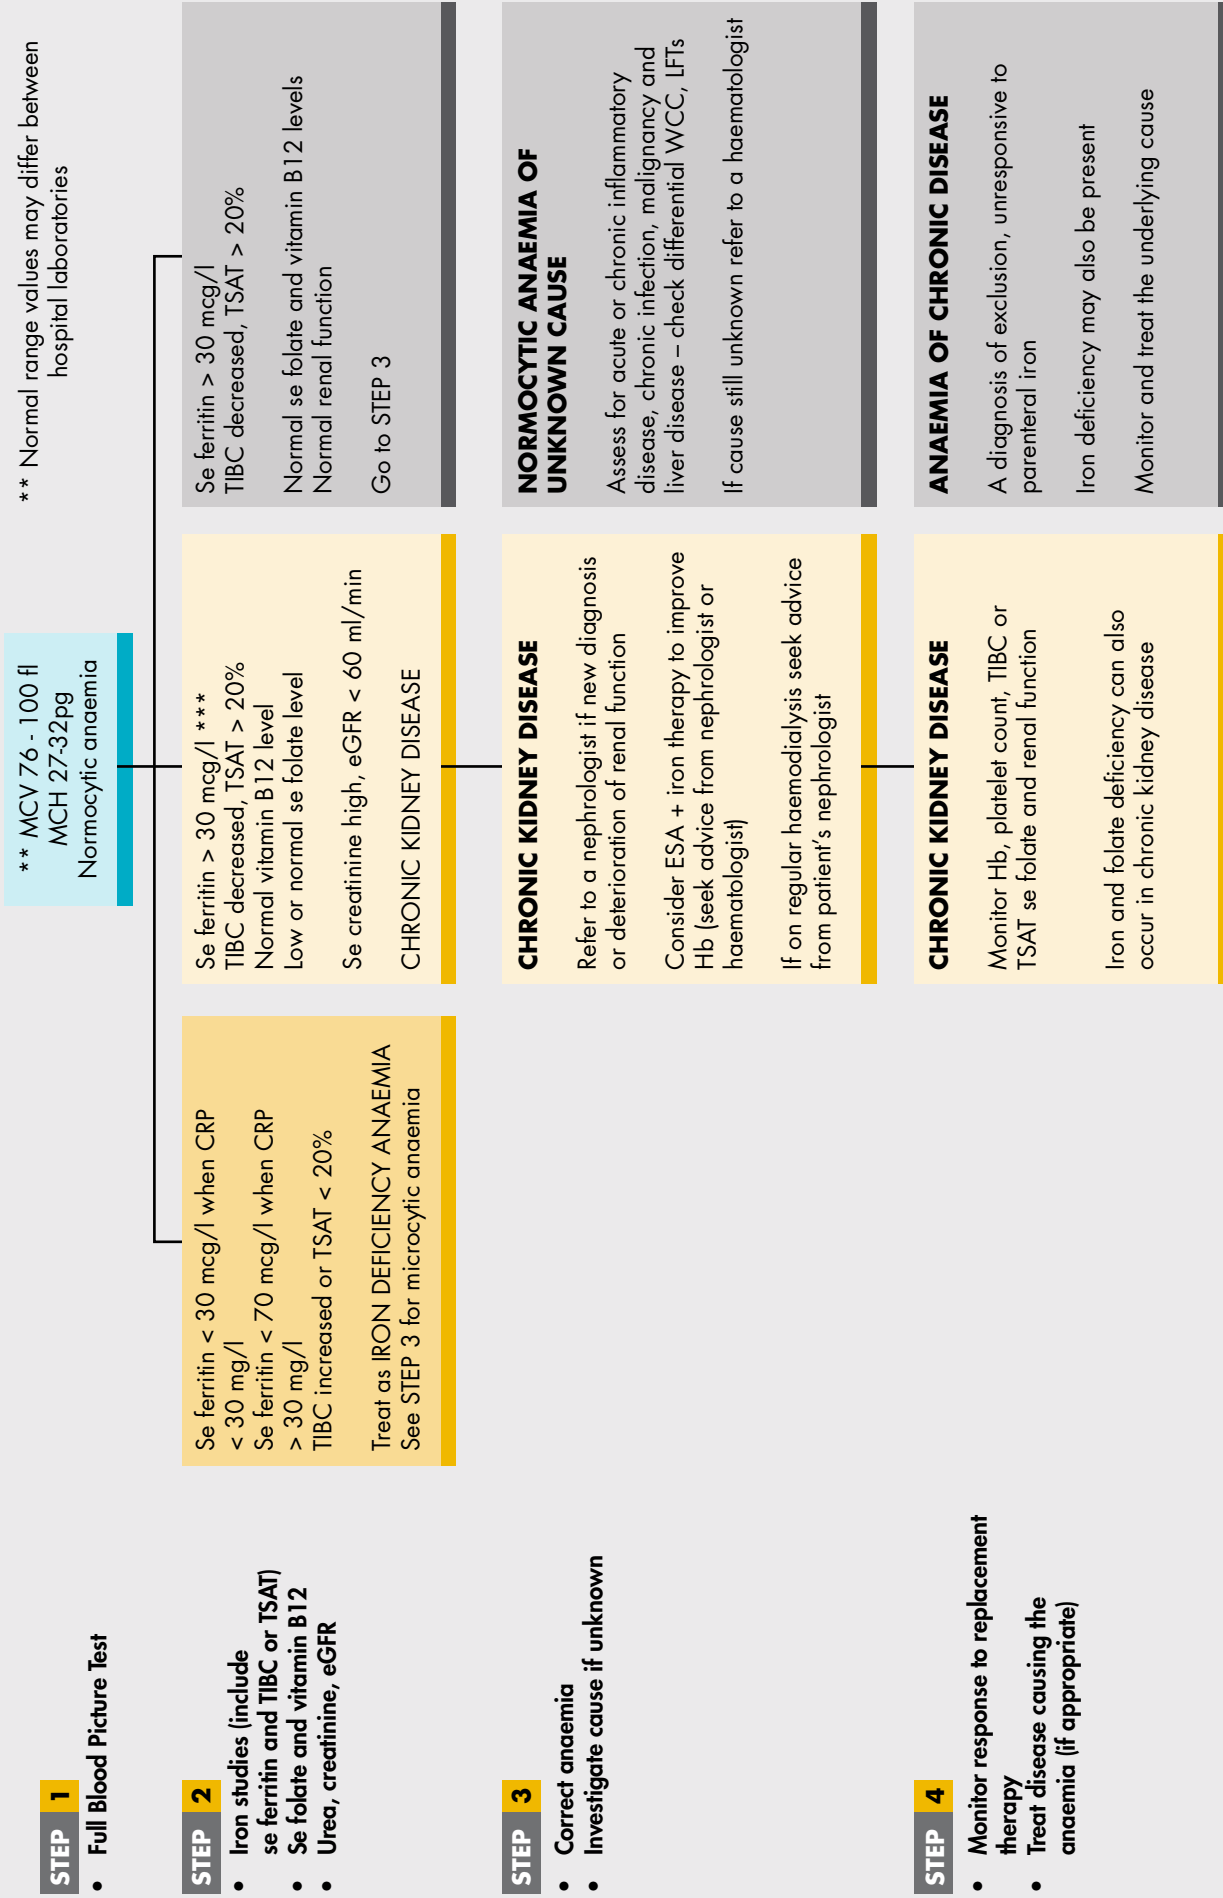 STEP 1
• Full Blood Picture Test
** MCV 76 - 100 fl
MCH 27-32pg
Normocytic anaemia
** Normal range values may differ between
hospital laboratories
STEP 2
• Iron studies (include
se ferritin and TIBC or TSAT)
• Se folate and vitamin B12
• Urea, creatinine, eGFR
Se ferritin < 30 mcg/l when CRP
< 30 mg/l
Se ferritin < 70 mcg/l when CRP
> 30 mg/l
TIBC increased or TSAT < 20%
Treat as IRON DEFICIENCY ANAEMIA
See STEP 3 for microcytic anaemia
Se ferritin > 30 mcg/l ***
TIBC decreased, TSAT > 20%
Normal vitamin B12 level
Low or normal se folate level
Se creatinine high, eGFR < 60 ml/min
CHRONIC KIDNEY DISEASE
Se ferritin > 30 mcg/l
TIBC decreased, TSAT > 20%
Normal se folate and vitamin B12 levels
Normal renal function
Go to STEP 3
STEP 3
• Correct anaemia
• Investigate cause if unknown
CHRONIC KIDNEY DISEASE
Refer to a nephrologist if new diagnosis
or deterioration of renal function
Consider ESA + iron therapy to improve
Hb (seek advice from nephrologist or
haematologist)
If on regular haemodialysis seek advice
from patient's nephrologist
NORMOCYTIC ANAEMIA OF
UNKNOWN CAUSE
Assess for acute or chronic inflammatory
disease, chronic infection, malignancy and
liver disease – check differential WCC, LFTs
If cause still unknown refer to a haematologist
STEP 4
• Monitor response to replacement
therapy
• Treat disease causing the
anaemia (if appropriate)
CHRONIC KIDNEY DISEASE
Monitor Hb, platelet count, TIBC or
TSAT se folate and renal function
Iron and folate deficiency can also
occur in chronic kidney disease
ANAEMIA OF CHRONIC DISEASE
A diagnosis of exclusion, unresponsive to
parenteral iron
Iron deficiency may also be present
Monitor and treat the underlying cause